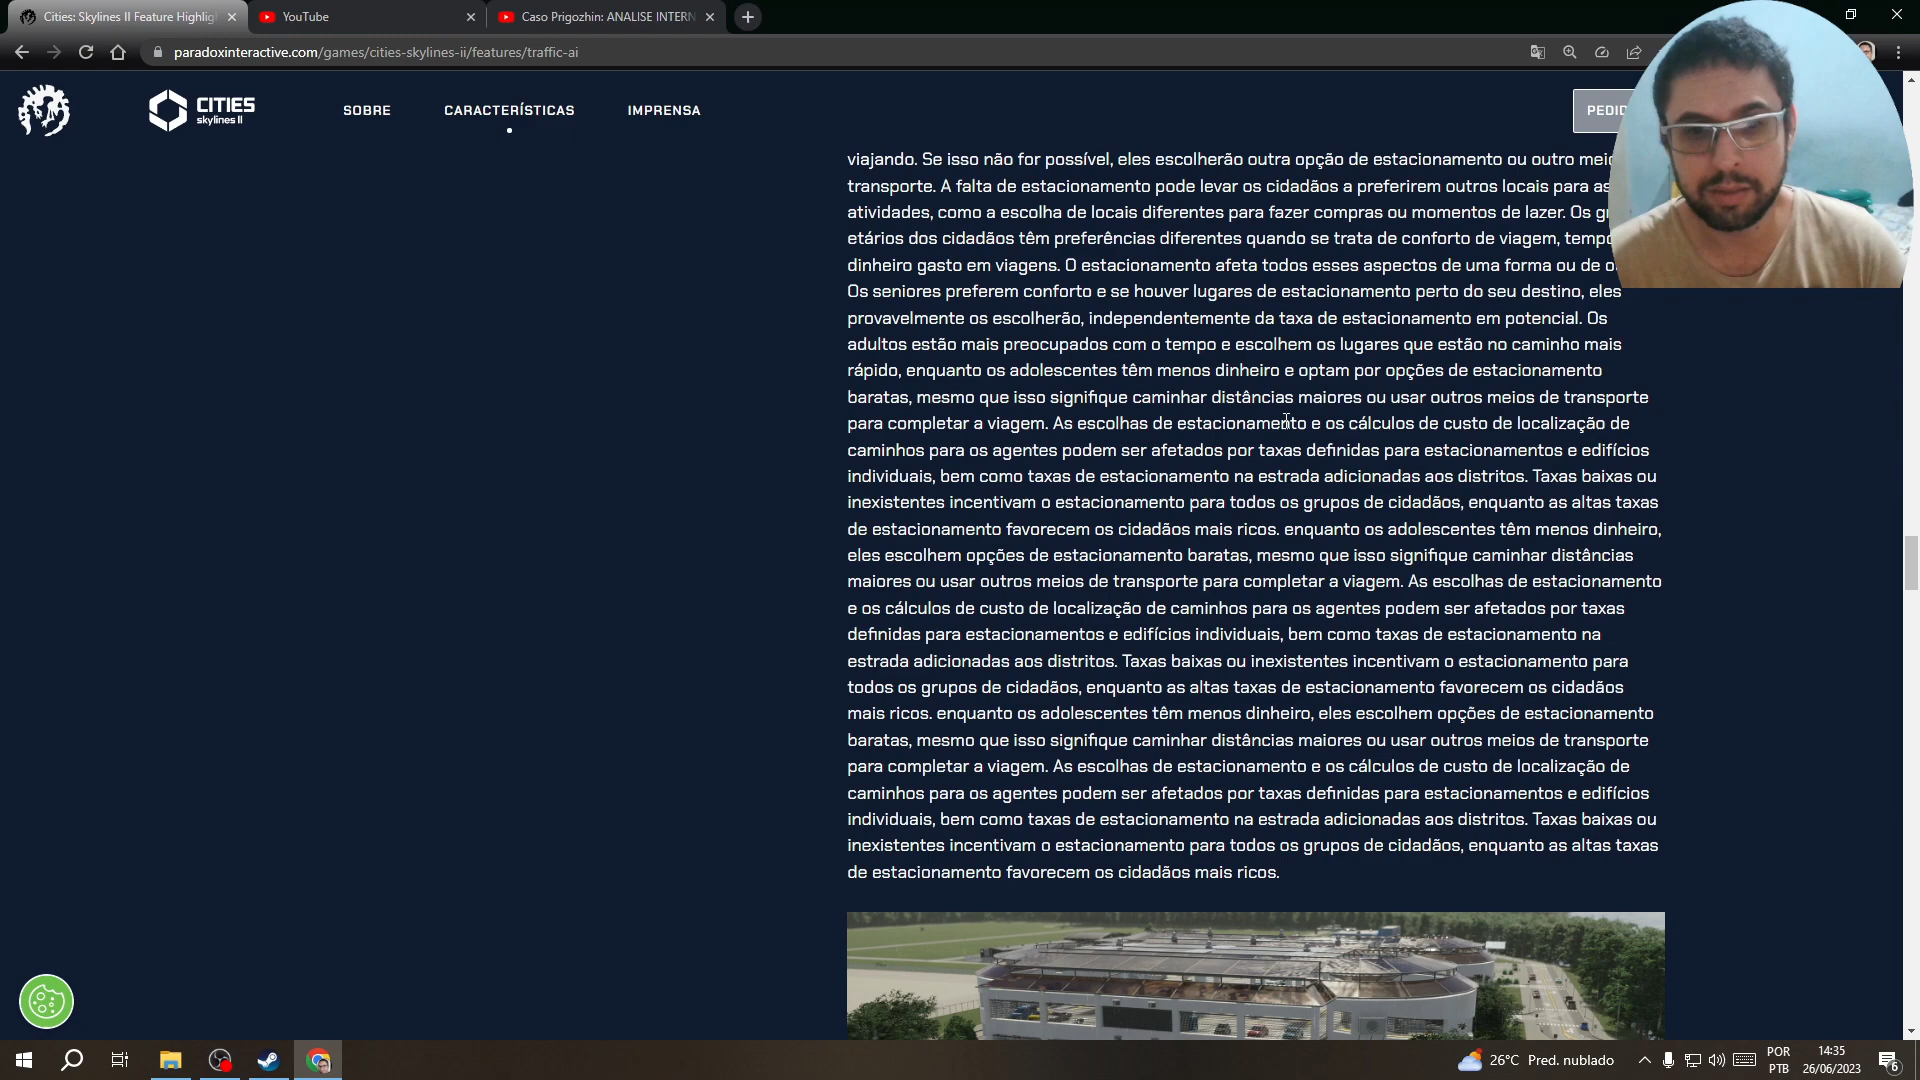 Cities: Skylines II Feature Highlig
YouTube
Caso Prigozhin: ANALISE INTERN
paradoxinteractive.com/games/cities-skylines-ii/features/traffic-ai
CITIES
skylines II
SOBRE
CARACTERÍSTICAS
IMPRENSA
PEDID
viajando. Se isso não for possível, eles escolherão outra opção de estacionamento ou outro meio
transporte. A falta de estacionamento pode levar os cidadãos a preferirem outros locais para as
atividades, como a escolha de locais diferentes para fazer compras ou momentos de lazer. Os gr
etários dos cidadãos têm preferências diferentes quando se trata de conforto de viagem, tempo
dinheiro gasto em viagens. O estacionamento afeta todos esses aspectos de uma forma ou de o
Os seniores preferem conforto e se houver lugares de estacionamento perto do seu destino, eles
provavelmente os escolherão, independentemente da taxa de estacionamento em potencial. Os
adultos estão mais preocupados com o tempo e escolhem os lugares que estão no caminho mais
rápido, enquanto os adolescentes têm menos dinheiro e optam por opções de estacionamento
baratas, mesmo que isso signifique caminhar distâncias maiores ou usar outros meios de transporte
para completar a viagem. As escolhas de estacionamento e os cálculos de custo de localização de
caminhos para os agentes podem ser afetados por taxas definidas para estacionamentos e edifícios
individuais, bem como taxas de estacionamento na estrada adicionadas aos distritos. Taxas baixas ou
inexistentes incentivam o estacionamento para todos os grupos de cidadãos, enquanto as altas taxas
de estacionamento favorecem os cidadãos mais ricos. enquanto os adolescentes têm menos dinheiro,
eles escolhem opções de estacionamento baratas, mesmo que isso signifique caminhar distâncias
maiores ou usar outros meios de transporte para completar a viagem. As escolhas de estacionamento
e os cálculos de custo de localização de caminhos para os agentes podem ser afetados por taxas
definidas para estacionamentos e edifícios individuais, bem como taxas de estacionamento na
estrada adicionadas aos distritos. Taxas baixas ou inexistentes incentivam o estacionamento para
todos os grupos de cidadãos, enquanto as altas taxas de estacionamento favorecem os cidadãos
mais ricos. enquanto os adolescentes têm menos dinheiro, eles escolhem opções de estacionamento
baratas, mesmo que isso signifique caminhar distâncias maiores ou usar outros meios de transporte
para completar a viagem. As escolhas de estacionamento e os cálculos de custo de localização de
caminhos para os agentes podem ser afetados por taxas definidas para estacionamentos e edifícios
individuais, bem como taxas de estacionamento na estrada adicionadas aos distritos. Taxas baixas ou
inexistentes incentivam o estacionamento para todos os grupos de cidadãos, enquanto as altas taxas
de estacionamento favorecem os cidadãos mais ricos.
26°C Pred. nublado
POR
PTB
14:35
26/06/2023
6